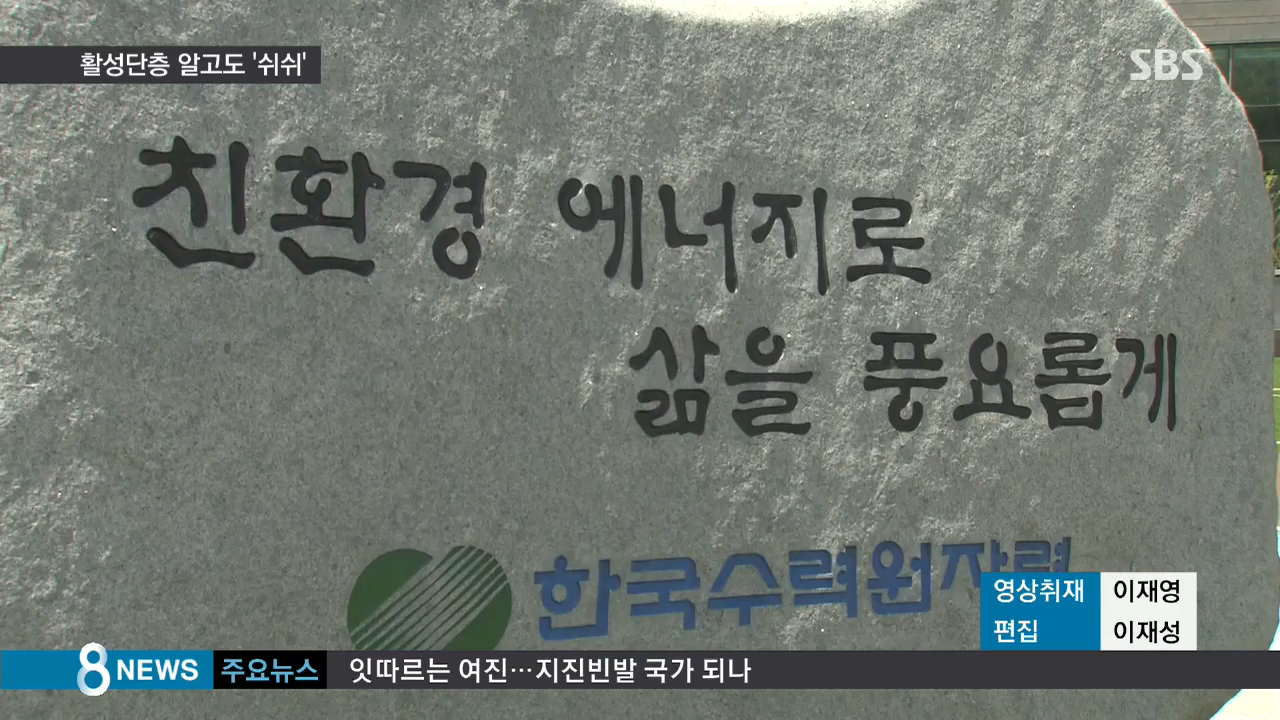 활성단층 알고도 '쉬쉬'
SBS
친환경 에너지로
삶을 풍요롭게
한국수력원자력
영상취재 이재영
편집 이재성
8 NEWS 주요뉴스 잇따르는 여진…지진빈발 국가 되나